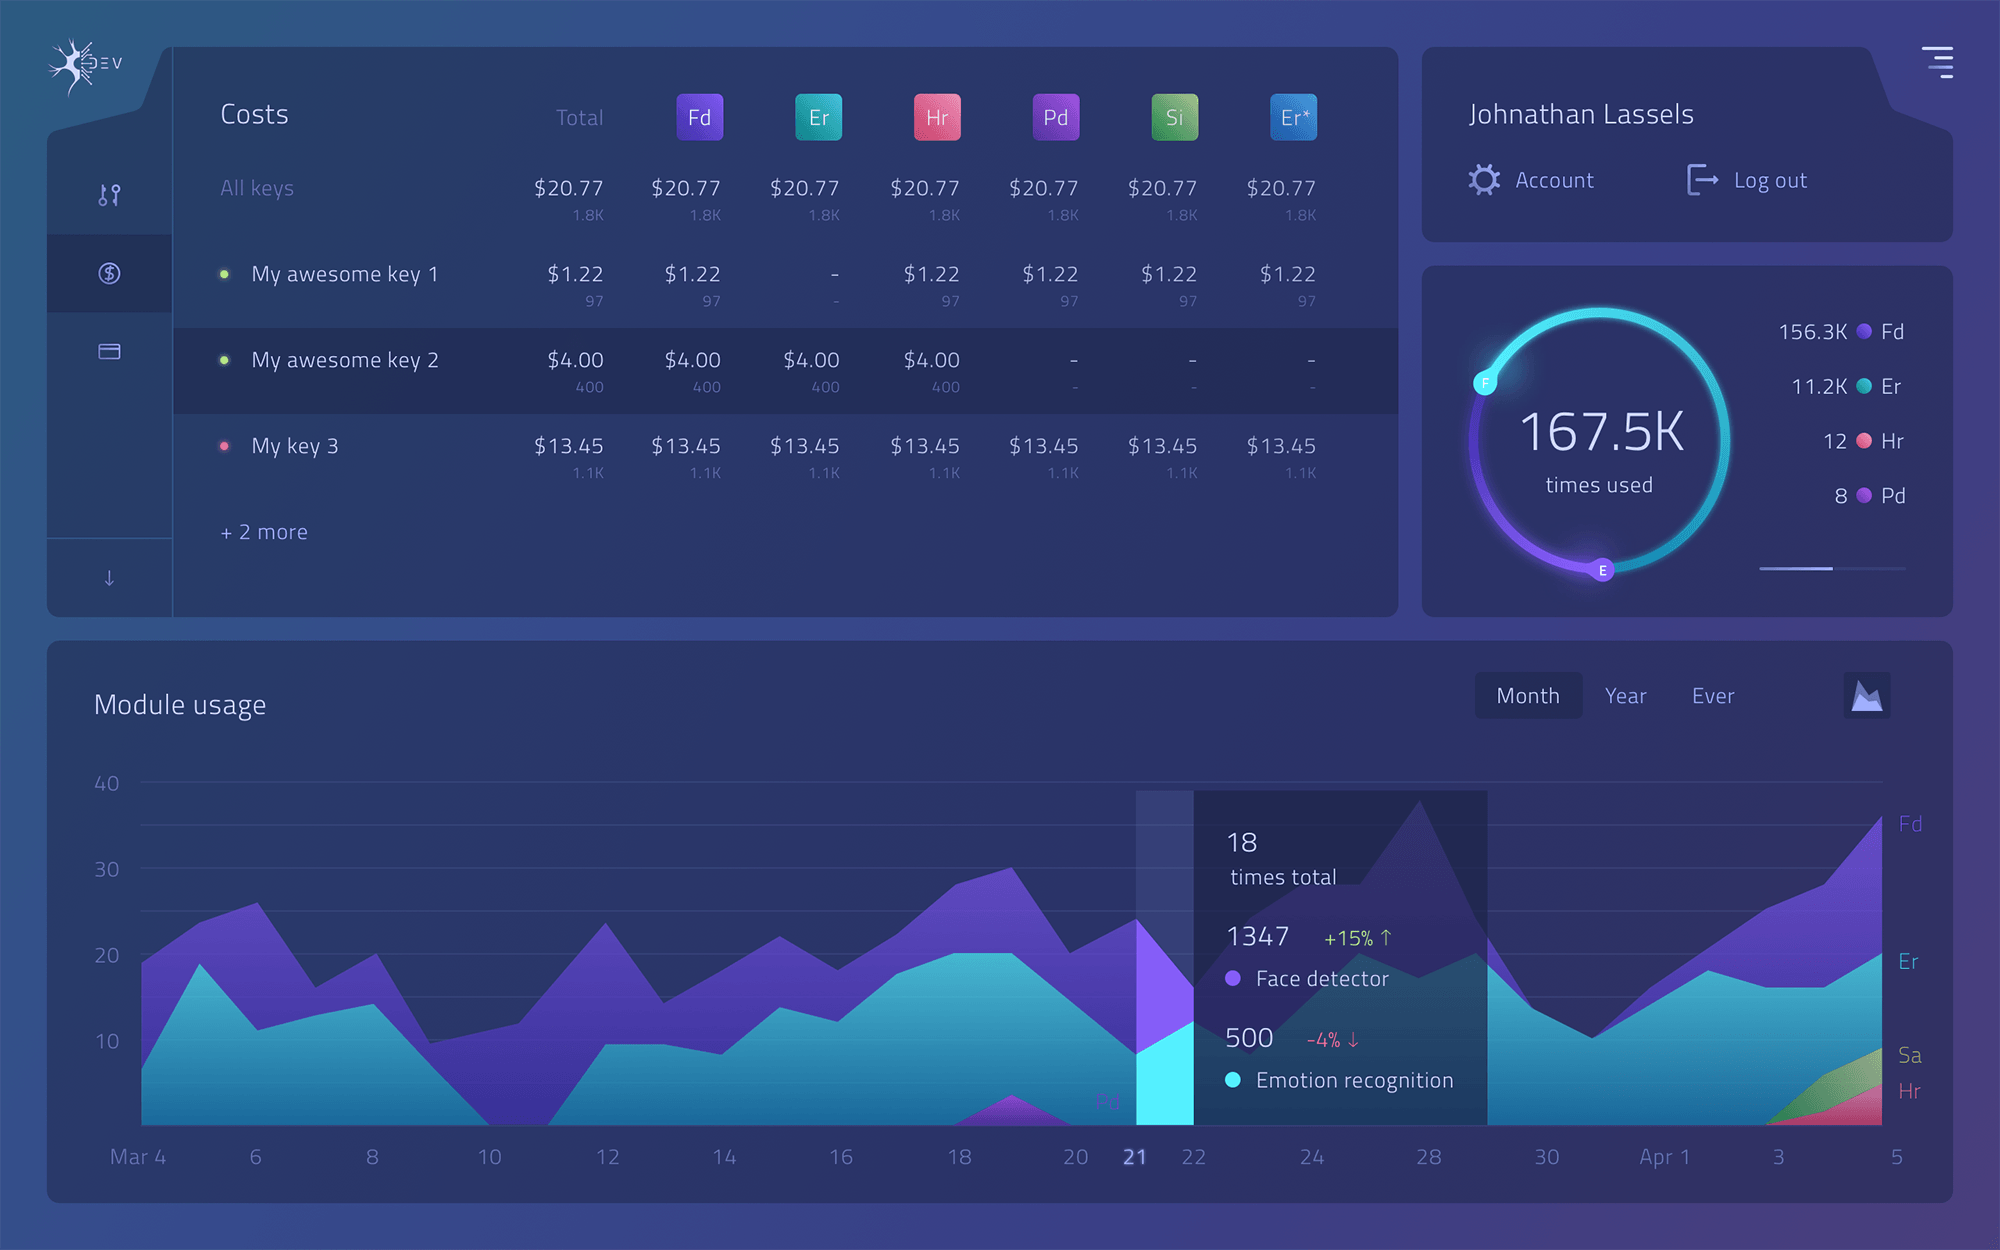 DEV
Costs
Total Fd Er Hr Pd Si Er*
All keys $20.77 $20.77 $20.77 $20.77 $20.77 $20.77 $20.77
1.8K 1.8K 1.8K 1.8K 1.8K 1.8K 1.8K
My awesome key 1 $1.22 $1.22 - $1.22 $1.22 $1.22 $1.22
97 97 - 97 97 97 97
My awesome key 2 $4.00 $4.00 $4.00 $4.00 - - -
400 400 400 400 - - -
My key 3 $13.45 $13.45 $13.45 $13.45 $13.45 $13.45 $13.45
1.1K 1.1K 1.1K 1.1K 1.1K 1.1K 1.1K
+ 2 more
Johnathan Lassels
Account Log out
F
E
167.5K
times used
156.3K Fd
11.2K Er
12 Hr
8 Pd
Module usage
Month Year Ever
40
30
20
10
18
times total
1347 +15% ↑
Face detector
500 -4% ↓
Emotion recognition
Pd
Fd
Er
Sa
Hr
Mar 4 6 8 10 12 14 16 18 20 21 22 24 28 30 Apr 1 3 5